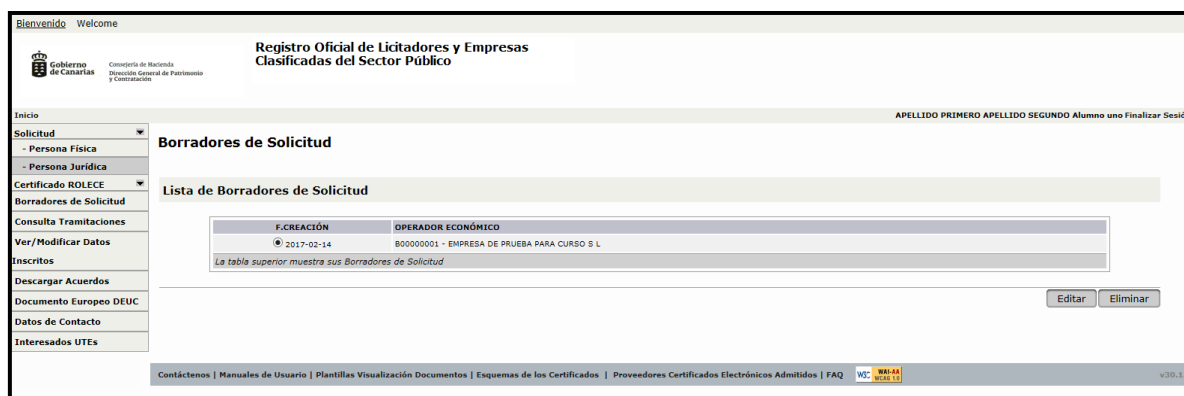 Bienvenido Welcome
Gobierno de Canarias
Consejería de Hacienda
Dirección General de Patrimonio
y Contratación
Registro Oficial de Licitadores y Empresas
Clasificadas del Sector Público
Inicio
APELLIDO PRIMERO APELLIDO SEGUNDO Alumno uno Finalizar Sesió
Solicitud
- Persona Física
- Persona Jurídica
Certificado ROLECE
Borradores de Solicitud
Consulta Tramitaciones
Ver/Modificar Datos
Inscritos
Descargar Acuerdos
Documento Europeo DEUC
Datos de Contacto
Interesados UTEs
Borradores de Solicitud
Lista de Borradores de Solicitud
F.CREACIÓN OPERADOR ECONÓMICO
2017-02-14 B00000001 - EMPRESA DE PRUEBA PARA CURSO S L
La tabla superior muestra sus Borradores de Solicitud
Editar Eliminar
Contáctenos | Manuales de Usuario | Plantillas Visualización Documentos | Esquemas de los Certificados | Proveedores Certificados Electrónicos Admitidos | FAQ
W3C WAI-AA
WCAG 1.0
v30.1